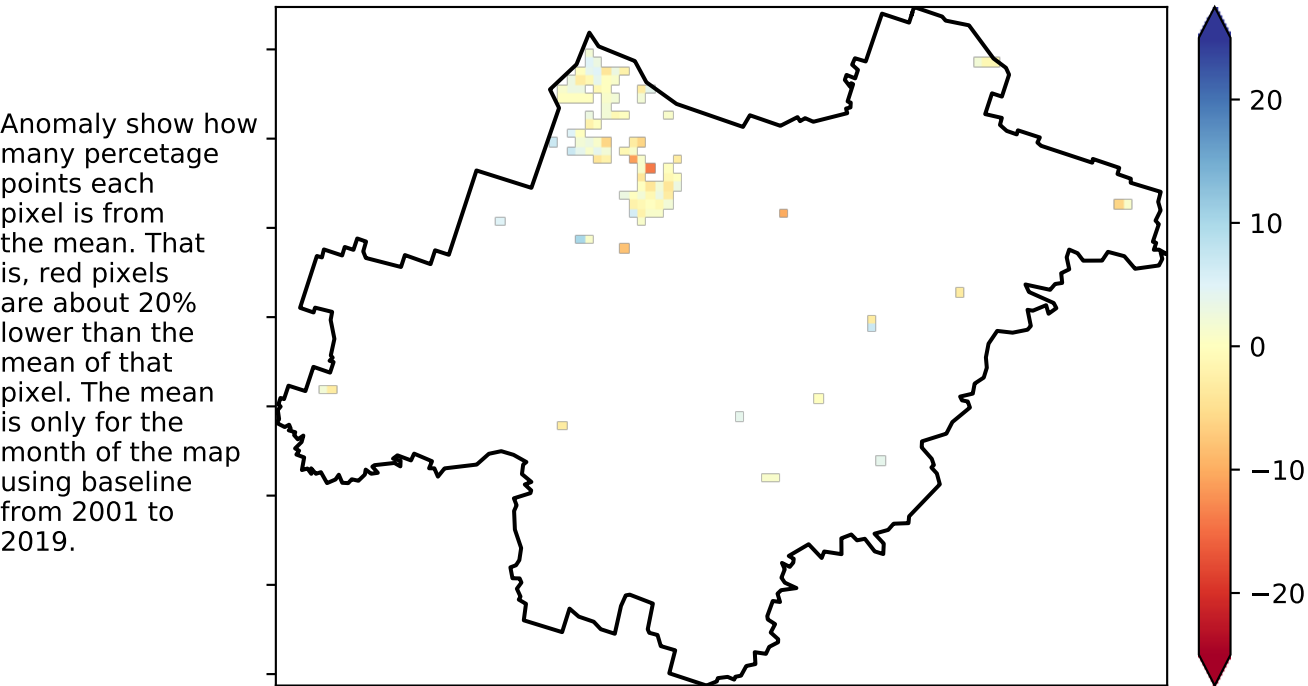 Anomaly show how
many percetage
points each
pixel is from
the mean. That
is, red pixels
are about 20%
lower than the
mean of that
pixel. The mean
is only for the
month of the map
using baseline
from 2001 to
2019.
20
10
0
−10
−20